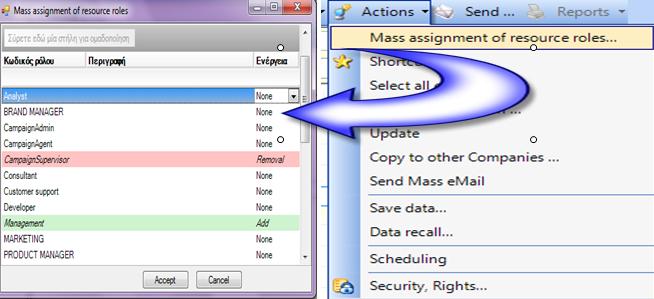 Mass assignment of resource roles
Σύρετε εδώ μία στήλη για ομαδοποίηση
Κωδικός ρόλου Περιγραφή Ενέργεια
Analyst None
BRAND MANAGER None
CampaignAdmin None
CampaignAgent None
CampaignSupervisor Removal
Consultant None
Customer support None
Developer None
Management Add
MARKETING None
PRODUCT MANAGER None
Accept Cancel
Actions Send ... Reports
Mass assignment of resource roles...
Select all
...
Update
Copy to other Companies ...
Send Mass eMail
Save data...
Data recall...
Scheduling
Security, Rights...